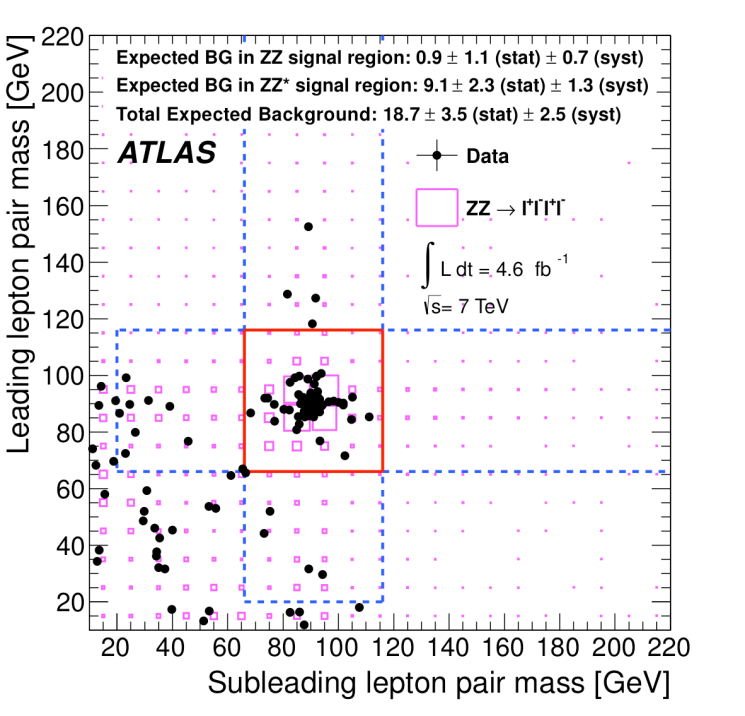 Expected BG in ZZ signal region: 0.9 ± 1.1 (stat) ± 0.7 (syst)
Expected BG in ZZ* signal region: 9.1 ± 2.3 (stat) ± 1.3 (syst)
Total Expected Background: 18.7 ± 3.5 (stat) ± 2.5 (syst)
ATLAS
Data
ZZ → l⁺l⁻l⁺l⁻
∫ L dt = 4.6 fb⁻¹
√s= 7 TeV
Leading lepton pair mass [GeV]
220
200
180
160
140
120
100
80
60
40
20
20 40 60 80 100 120 140 160 180 200 220
Subleading lepton pair mass [GeV]